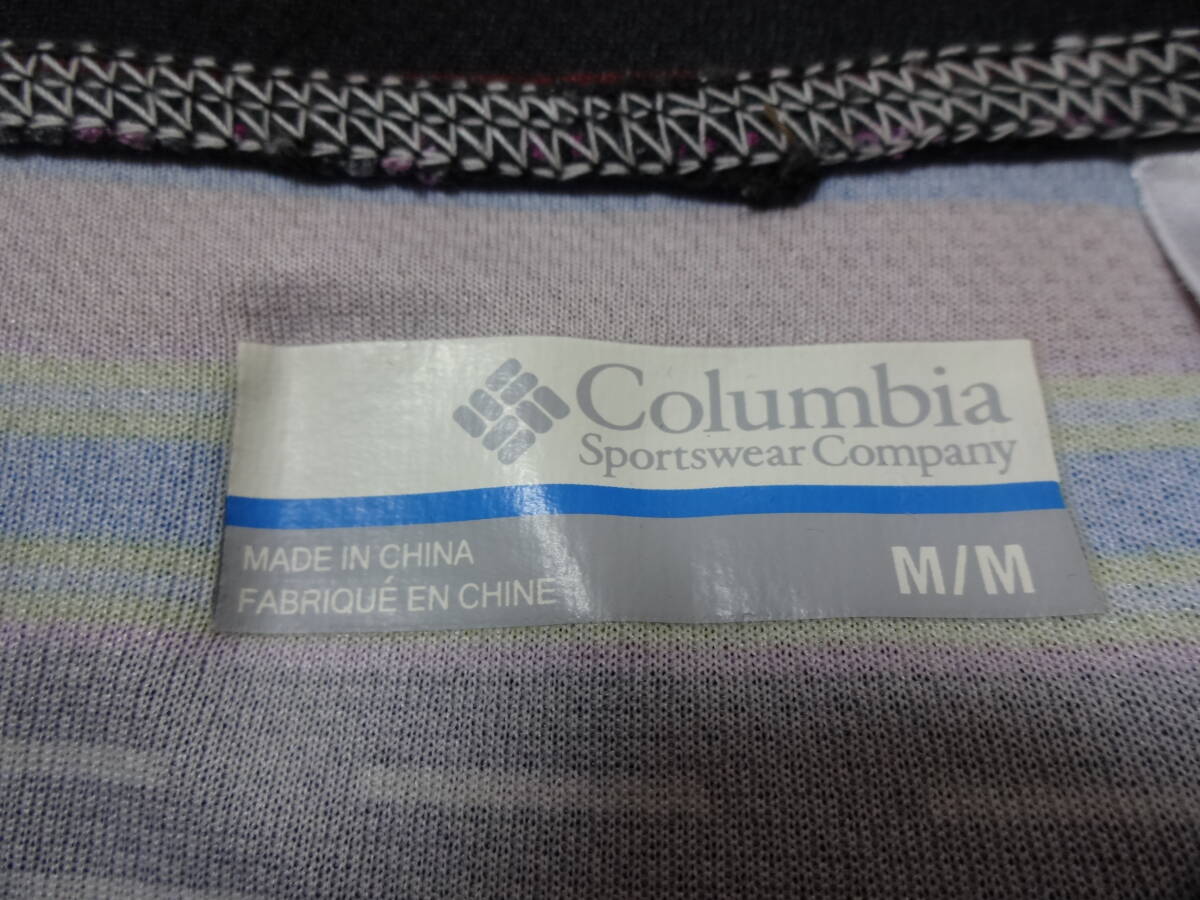 Columbia
Sportswear Company
MADE IN CHINA
FABRIQUÉ EN CHINE
M/M